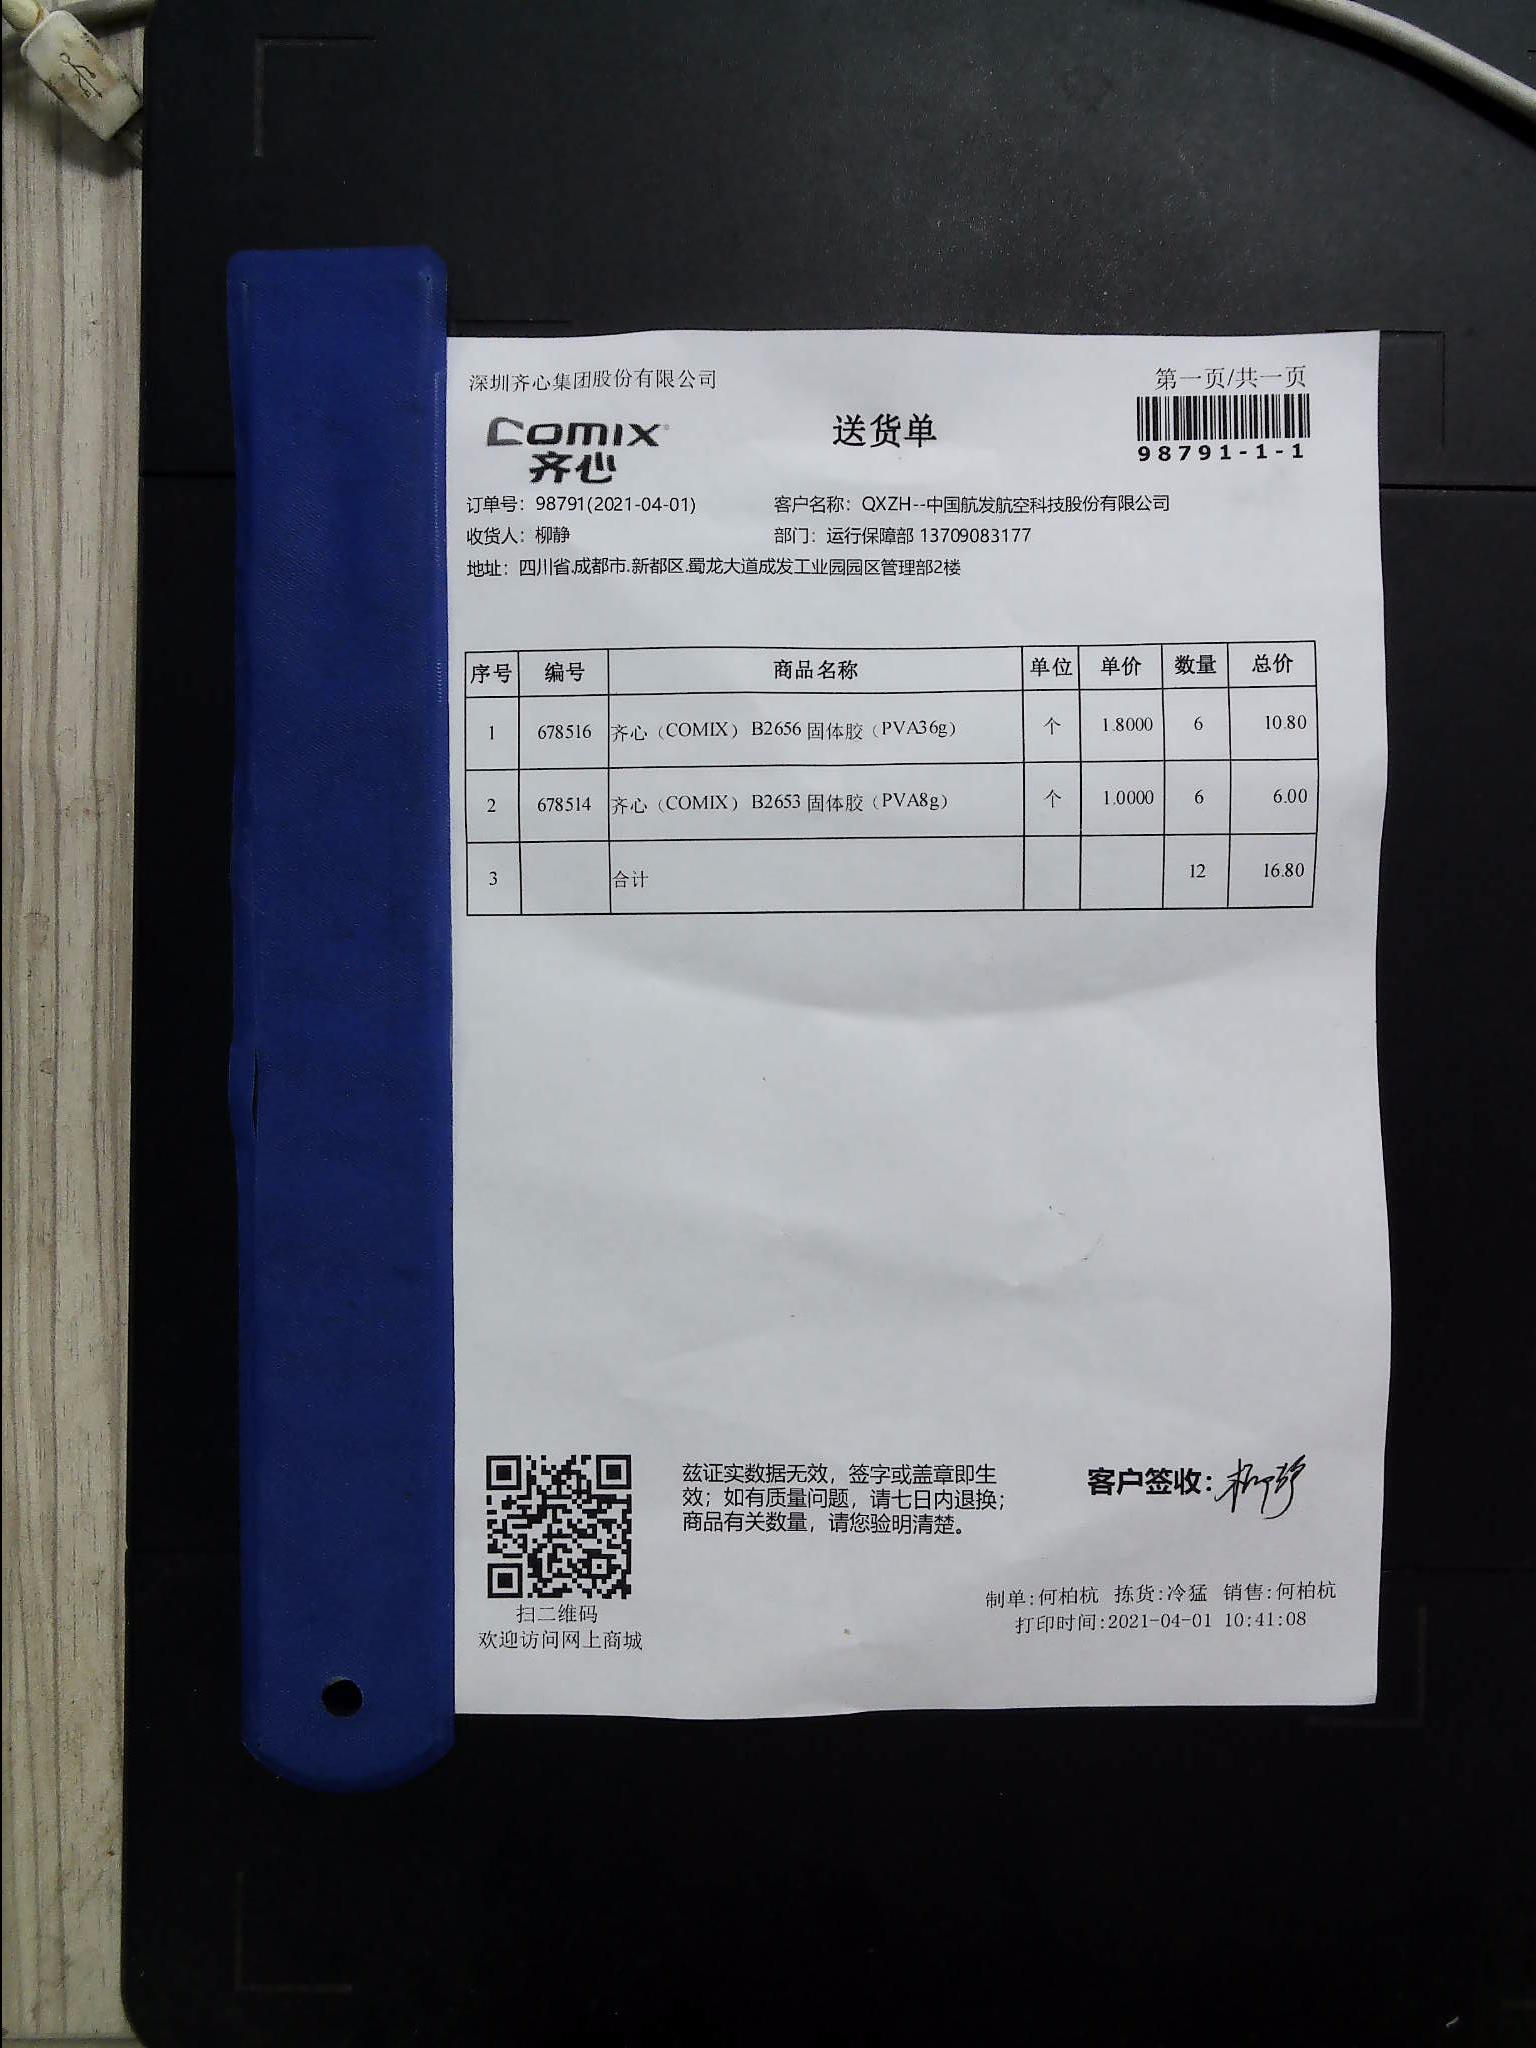 深圳齐心集团股份有限公司
第一页/共一页
comix
齐心
送货单
98791-1-1
订单号：98791(2021-04-01) 客户名称：QXZH--中国航发航空科技股份有限公司
收货人：柳静 部门：运行保障部 13709083177
地址：四川省.成都市.新都区.蜀龙大道成发工业园园区管理部2楼
序号 编号 商品名称 单位 单价 数量 总价
1 678516 齐心（COMIX） B2656 固体胶（PVA36g） 个 1.8000 6 10.80
2 678514 齐心（COMIX） B2653 固体胶（PVA8g） 个 1.0000 6 6.00
3 合计 12 16.80
兹证实数据无效，签字或盖章即生
效；如有质量问题，请七日内退换；
商品有关数量，请您验明清楚。
客户签收：柳静
扫二维码
欢迎访问网上商城
制单:何柏杭 拣货:冷猛 销售:何柏杭
打印时间:2021-04-01 10:41:08